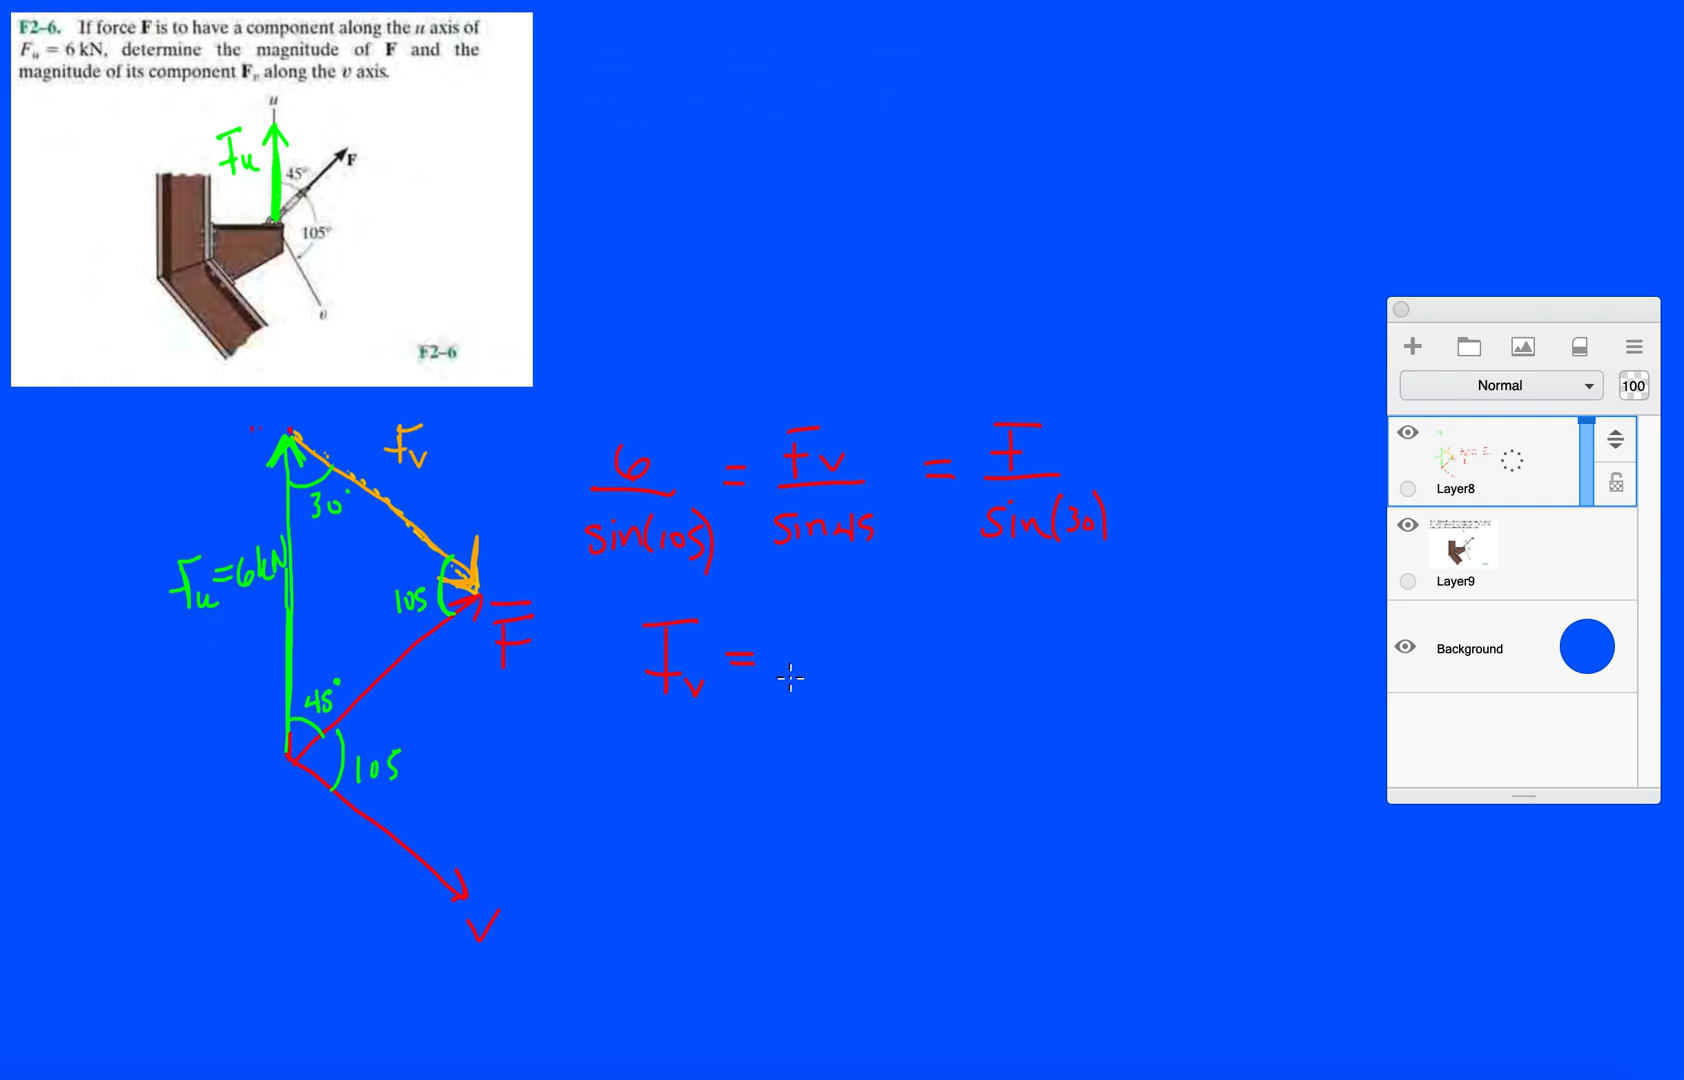 F2–6. If force F is to have a component along the u axis of
Fu = 6 kN, determine the magnitude of F and the
magnitude of its component Fv along the v axis.
u
Fu
45°
F
105°
v
F2–6
Fv
30°
Fu=6kN
105
F
45°
105
V
6 = Fv = F
sin(105) sin45 sin(30)
Fv =
Normal
100
Layer8
Layer9
Background